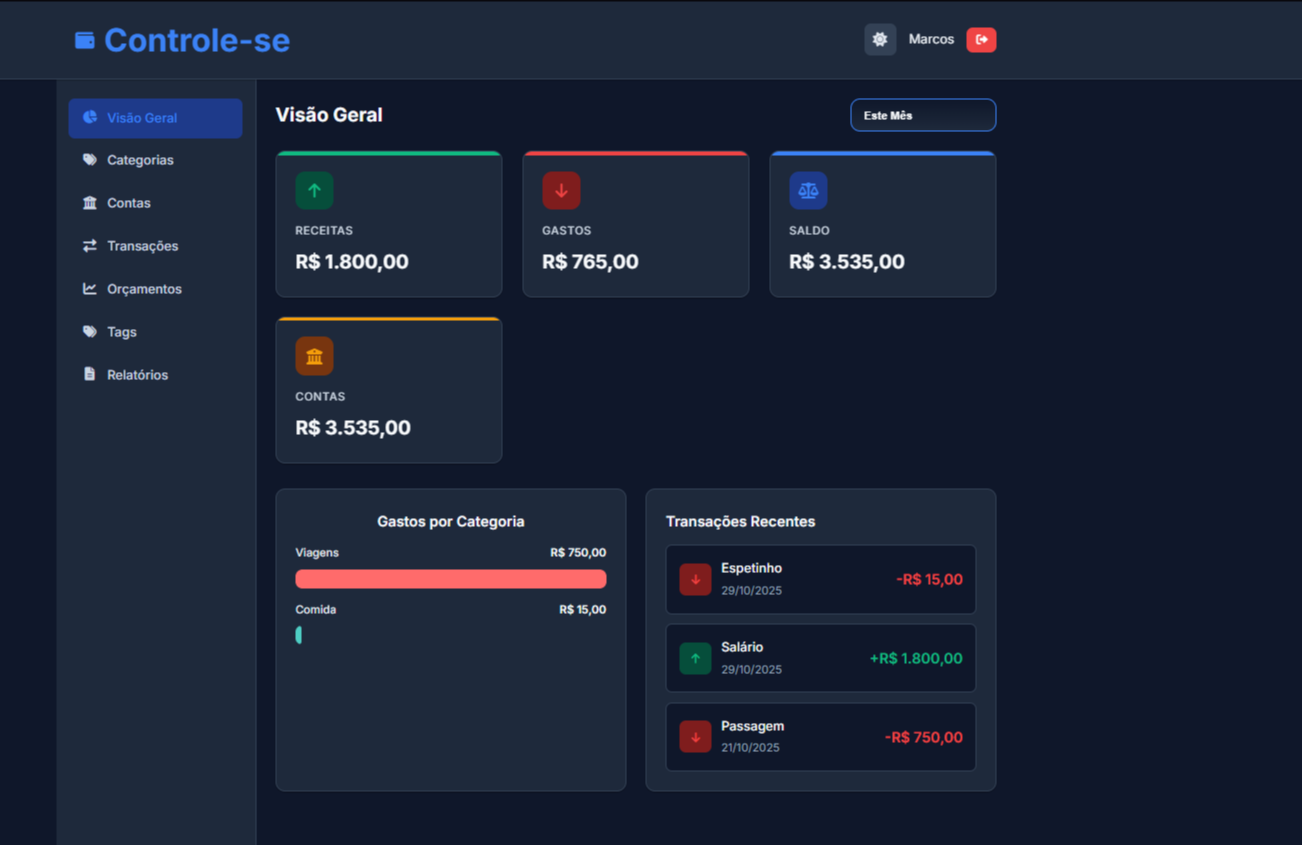 Controle-se
Marcos
Visão Geral
Categorias
Contas
Transações
Orçamentos
Tags
Relatórios
Visão Geral
Este Mês
RECEITAS
R$ 1.800,00
GASTOS
R$ 765,00
SALDO
R$ 3.535,00
CONTAS
R$ 3.535,00
Gastos por Categoria
Viagens R$ 750,00
Comida R$ 15,00
Transações Recentes
Espetinho
29/10/2025
-R$ 15,00
Salário
29/10/2025
+R$ 1.800,00
Passagem
21/10/2025
-R$ 750,00